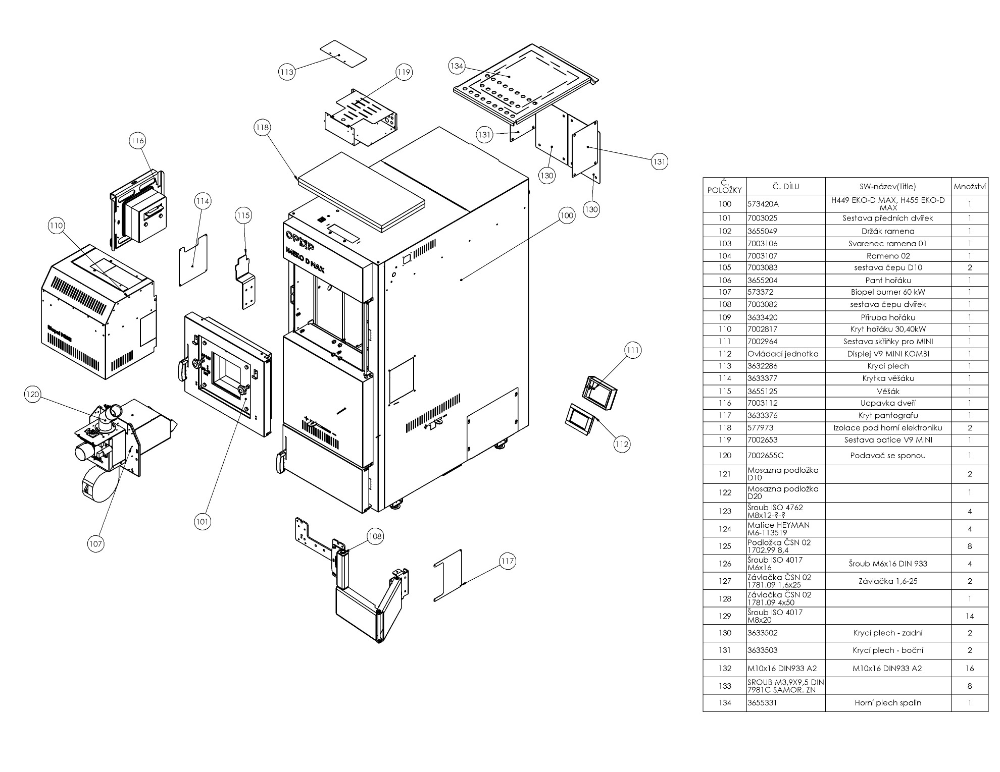 113
119
134
118
131
116
131
130
130
114
115
100
110
OPOP
H4EKO D MAX
Biopel MINI
111
120
112
101
107
108
117
Č. POLOŽKY Č. DÍLU SW-název(Title) Množství
100 573420A H449 EKO-D MAX, H455 EKO-D MAX 1
101 7003025 Sestava předních dvířek 1
102 3655049 Držák ramena 1
103 7003106 Svarenec ramena 01 1
104 7003107 Rameno 02 1
105 7003083 sestava čepu D10 2
106 3655204 Pant hořáku 1
107 573372 Biopel burner 60 kW 1
108 7003082 sestava čepu dvířek 1
109 3633420 Příruba hořáku 1
110 7002817 Kryt hořáku 30,40kW 1
111 7002964 Sestava skříňky pro MINI 1
112 Ovládací jednotka Displej V9 MINI KOMBI 1
113 3632286 Krycí plech 1
114 3633377 Krytka věšáku 1
115 3655125 Věšák 1
116 7003112 Ucpavka dveří 1
117 3633376 Kryt pantografu 1
118 577973 Izolace pod horní elektroniku 2
119 7002653 Sestava patice V9 MINI 1
120 7002655C Podavač se sponou 1
121 Mosazna podložka D10 2
122 Mosazna podložka D20 1
123 Šroub ISO 4762 M8x12-?-? 4
124 Matice HEYMAN M6-113519 4
125 Podložka ČSN 02 1702.99 8,4 8
126 Šroub ISO 4017 M6x16 Šroub M6x16 DIN 933 4
127 Závlačka ČSN 02 1781.09 1,6x25 Závlačka 1,6-25 2
128 Závlačka ČSN 02 1781.09 4x50 1
129 Šroub ISO 4017 M8x20 14
130 3633502 Krycí plech - zadní 2
131 3633503 Krycí plech - boční 2
132 M10x16 DIN933 A2 M10x16 DIN933 A2 16
133 SROUB M3,9X9,5 DIN 7981C SAMOR. ZN 8
134 3655331 Horní plech spalin 1